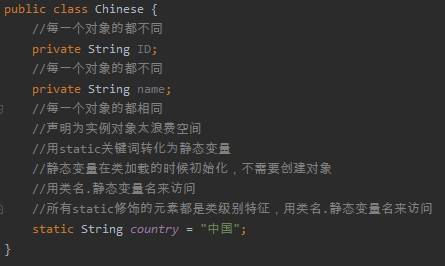 public class Chinese {
//每一个对象的都不同
private String ID;
//每一个对象的都不同
private String name;
//每一个对象的都相同
//声明为实例对象太浪费空间
//用static关键词转化为静态变量
//静态变量在类加载的时候初始化，不需要创建对象
//用类名.静态变量名来访问
//所有static修饰的元素都是类级别特征，用类名.静态变量名来访问
static String country = "中国";
}